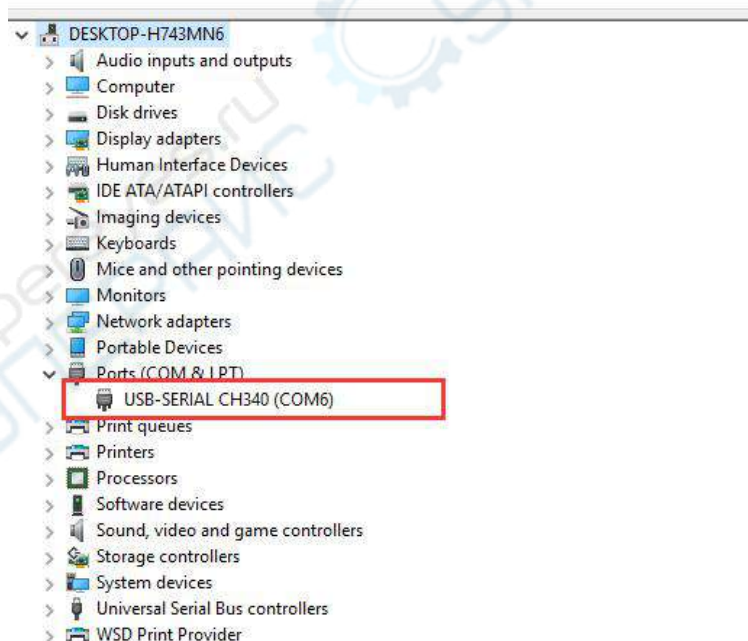 DESKTOP-H743MN6
Audio inputs and outputs
Computer
Disk drives
Display adapters
Human Interface Devices
IDE ATA/ATAPI controllers
Imaging devices
Keyboards
Mice and other pointing devices
Monitors
Network adapters
Portable Devices
Ports (COM & LPT)
USB-SERIAL CH340 (COM6)
Print queues
Printers
Processors
Software devices
Sound, video and game controllers
Storage controllers
System devices
Universal Serial Bus controllers
WSD Print Provider